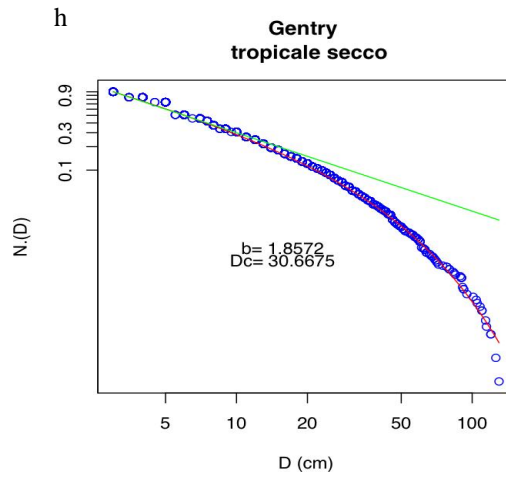 h
Gentry
tropicale secco
0.9
0.3
0.1
N.(D)
b= 1.8572
Dc= 30.6675
5 10 20 50 100
D (cm)